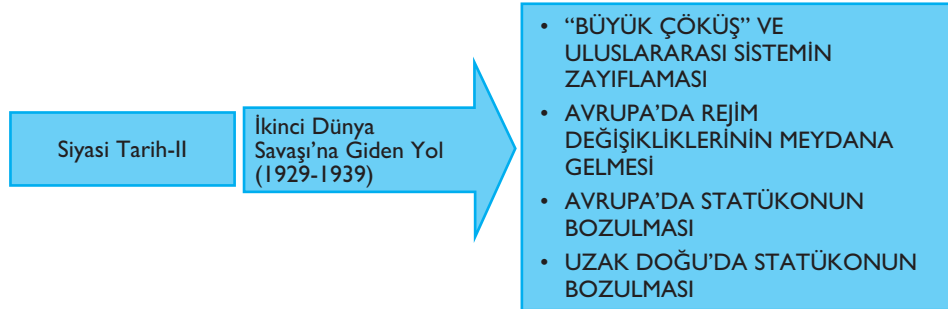 Siyasi Tarih-II
İkinci Dünya
Savaşı’na Giden Yol
(1929-1939)
• “BÜYÜK ÇÖKÜŞ” VE
ULUSLARARASI SİSTEMİN
ZAYIFLAMASI
• AVRUPA’DA REJİM
DEĞİŞİKLİKLERİNİN MEYDANA
GELMESİ
• AVRUPA’DA STATÜKONUN
BOZULMASI
• UZAK DOĞU’DA STATÜKONUN
BOZULMASI